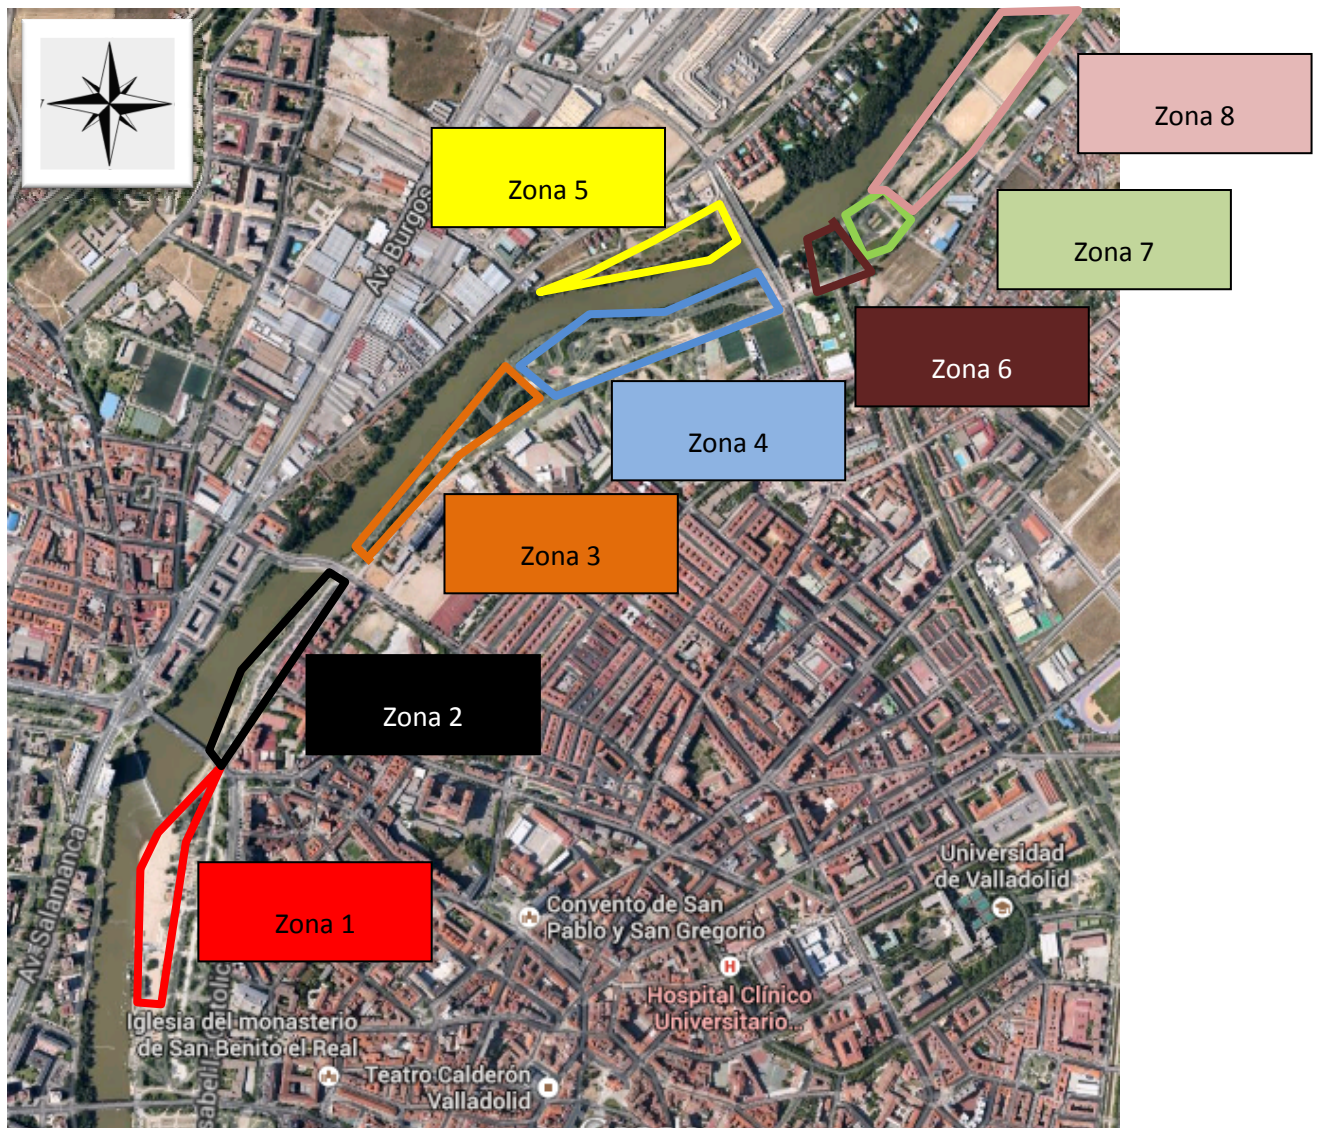 Zona 8
Zona 5
Zona 7
AV. Burgos
Zona 6
Zona 4
Zona 3
Zona 2
Universidad
de Valladolid
Zona 1
Convento de San
Pablo y San Gregorio
Av. Salamanca
H
Hospital Clínico
Universitario...
Iglesia del monasterio
de San Benito el Real
Teatro Calderón
Valladolid